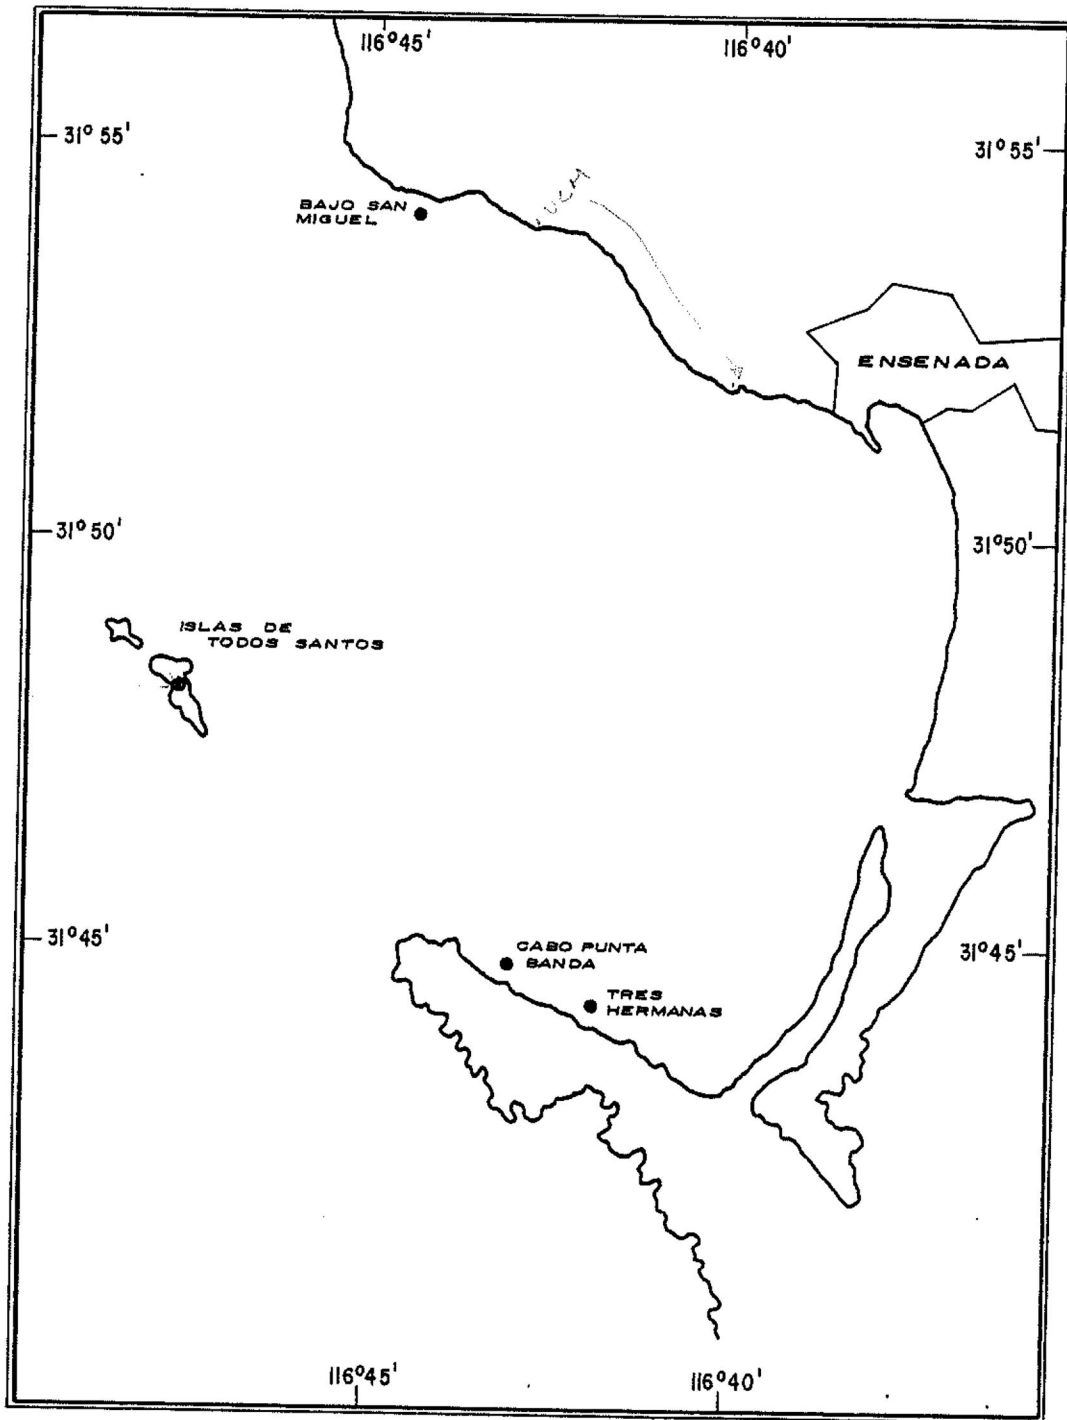 116°45'
116°40'
31°55'
31°55'
BAJO SAN
MIGUEL
ENSENADA
31°50'
31°50'
ISLAS DE
TODOS SANTOS
31°45'
31°45'
CABO PUNTA
BANDA
TRES
HERMANAS
116°45'
116°40'